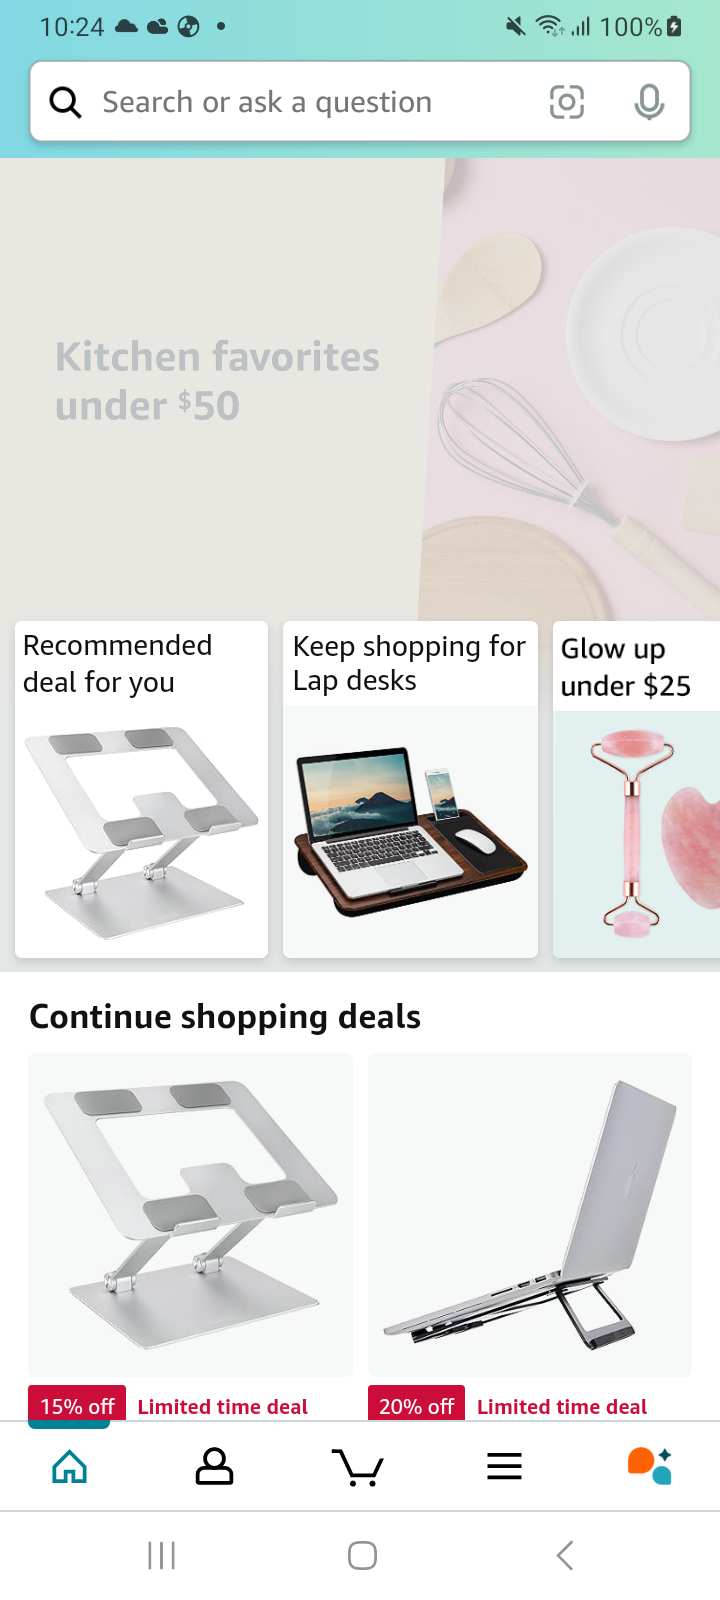 10:24
100%
Search or ask a question
Kitchen favorites
under $50
Recommended
deal for you
Keep shopping for
Lap desks
Glow up
under $25
Continue shopping deals
15% off Limited time deal
20% off Limited time deal